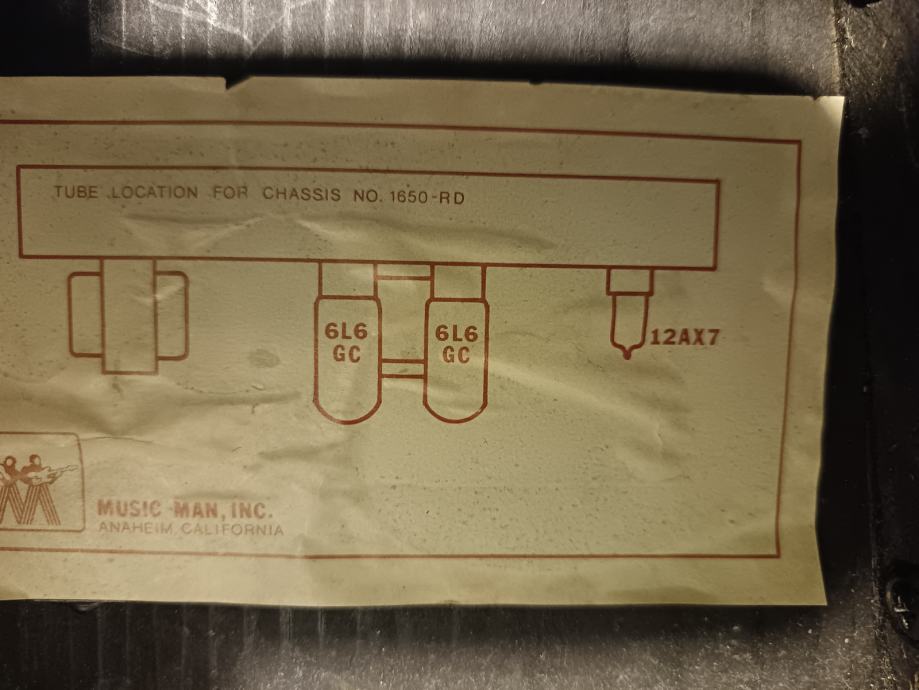 TUBE LOCATION FOR CHASSIS NO. 1650-RD
6L6
GC
6L6
GC
12AX7
MUSIC MAN, INC.
ANAHEIM, CALIFORNIA